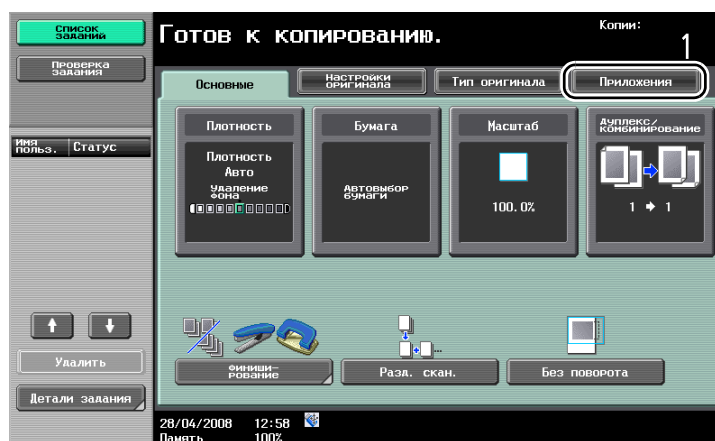 Список
заданий
Готов к копированию.
Копии:
1
Проверка
задания
Основные
Настройки
оригинала
Тип оригинала
Приложения
Имя
польз.
Статус
Плотность
Плотность
Авто
Удаление
фона
Бумага
Автовыбор
бумаги
Масштаб
100.0%
Дуплекс/
комбинирование
1 → 1
Удалить
Детали задания
Финиши-
рование
Разд. скан.
Без поворота
28/04/2008 12:58
Память 100%